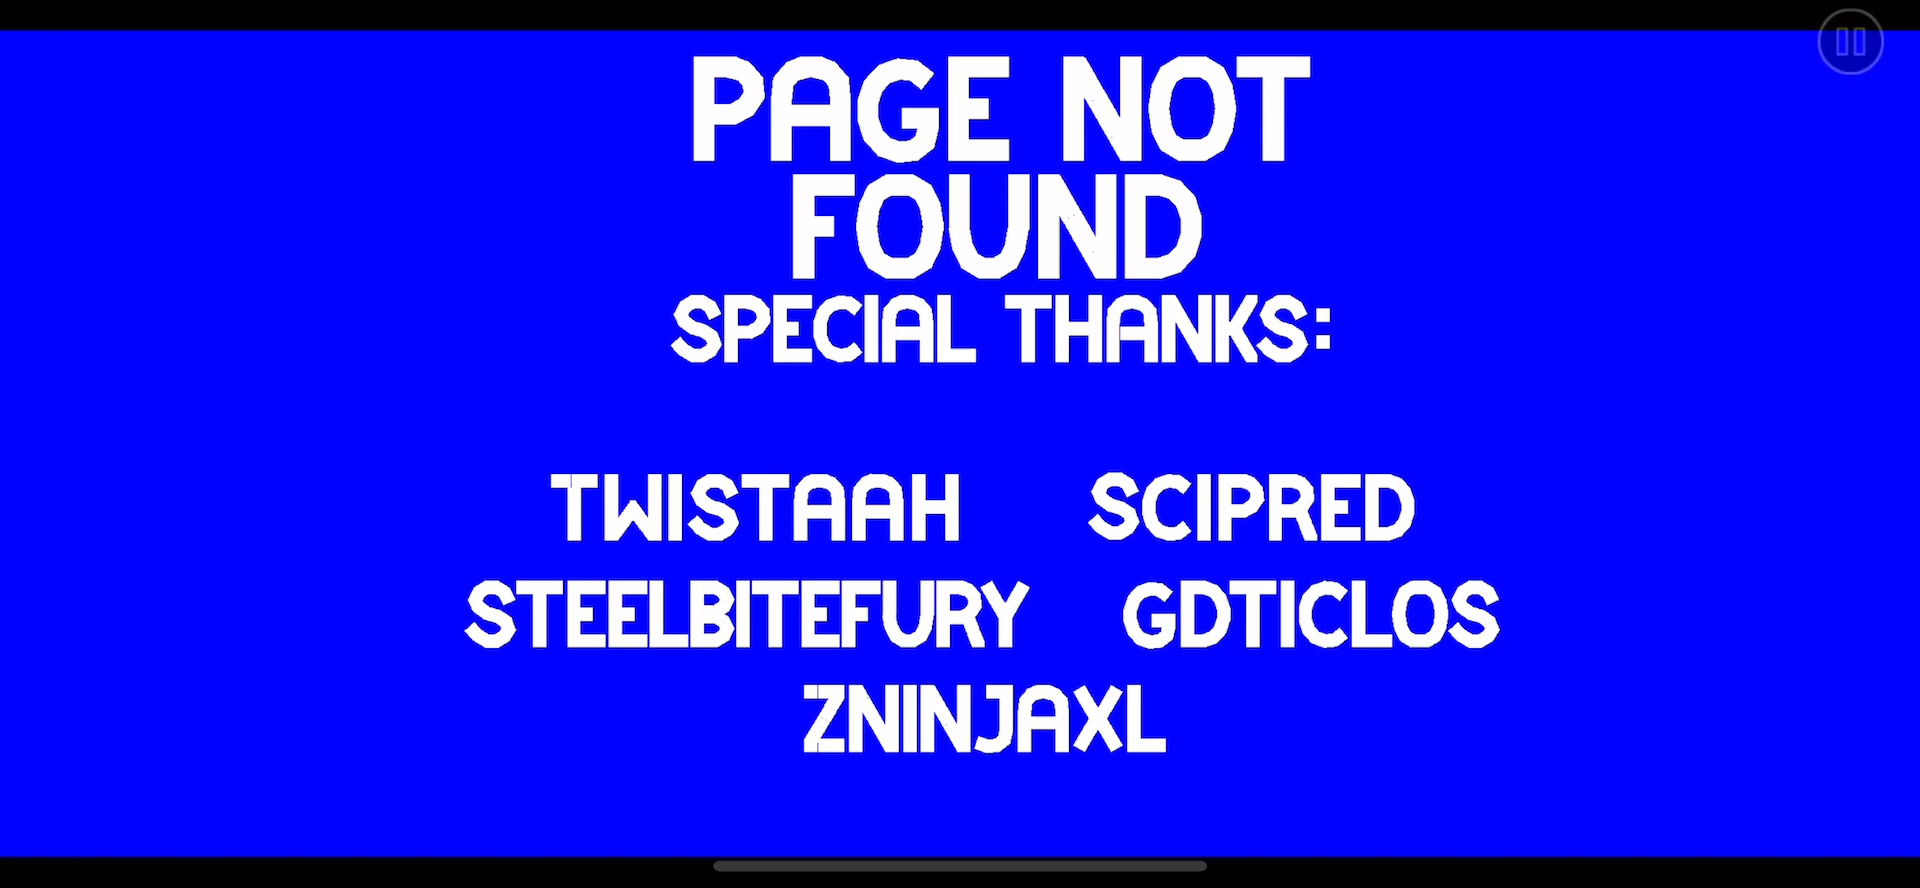 PAGE NOT
FOUND
SPECIAL THANKS:
TWISTAAH SCIPRED
STEELBITEFURY GDTICLOS
ZNINJAXL